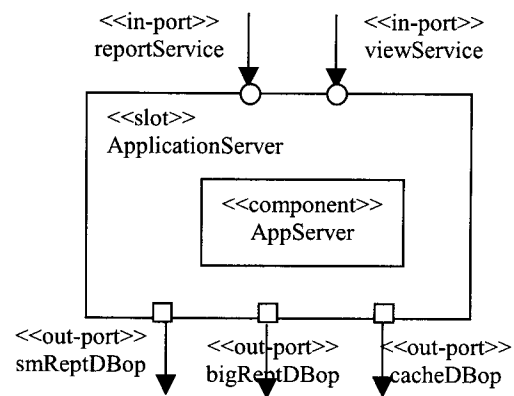 <<in-port>> <<in-port>>
reportService viewService
<<slot>>
ApplicationServer
<<component>>
AppServer
<<out-port>> <<out-port>> <<out-port>>
smReptDBop bigReptDBop cacheDBop